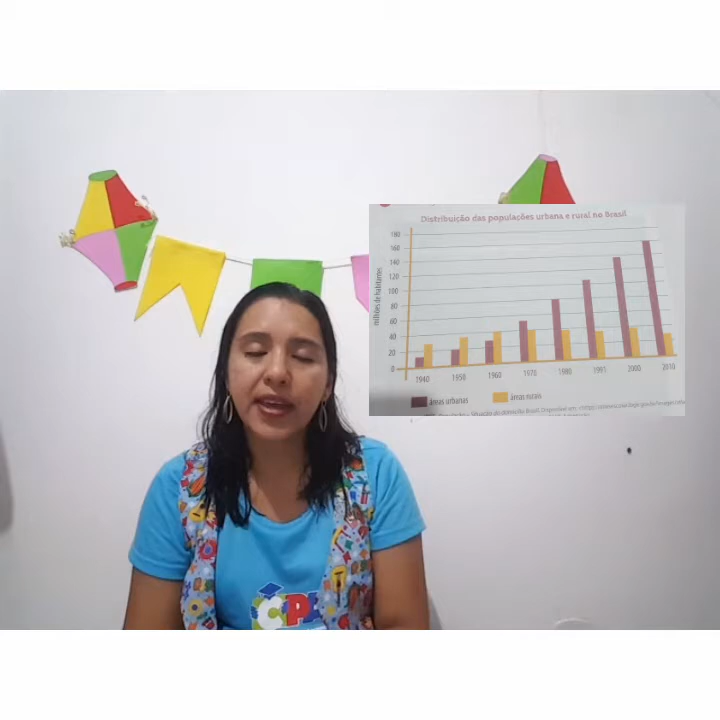 Distribuição das populações urbana e rural no Brasil
milhões de habitantes
180
160
140
120
100
80
60
40
20
0
1940 1950 1960 1970 1980 1991 2000 2010
áreas urbanas áreas rurais